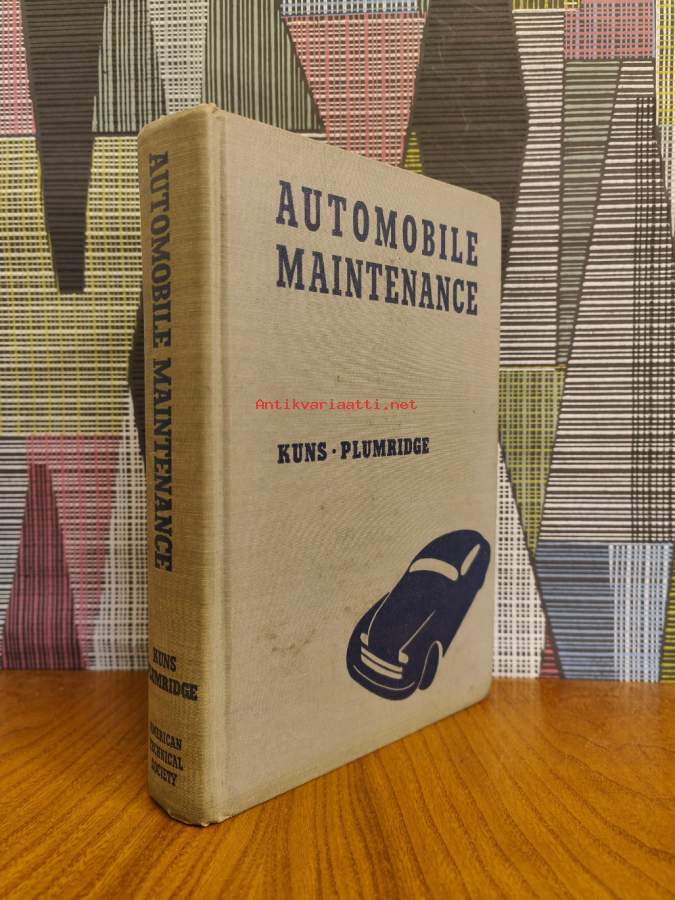 AUTOMOBILE
MAINTENANCE
Antikvariaatti.net
KUNS · PLUMRIDGE
AUTOMOBILE MAINTENANCE
KUNS
PLUMRIDGE
AMERICAN
TECHNICAL
SOCIETY